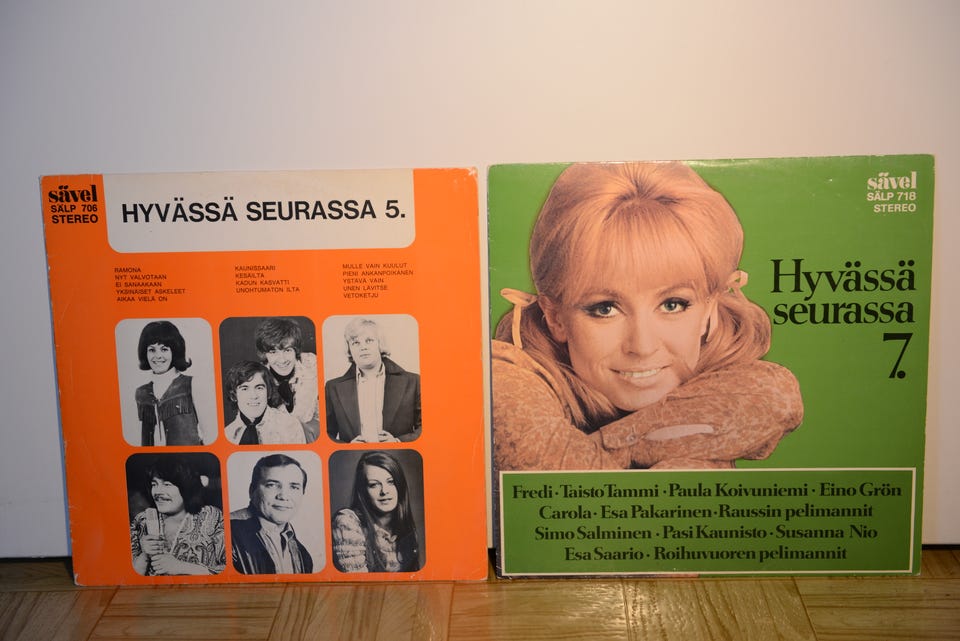 sävel
SÄLP 706
STEREO
HYVÄSSÄ SEURASSA 5.
RAMONA
NYT VALVOTAAN
EI SANAAKAAN
YKSINÄISET ASKELEET
AIKAA VIELÄ ON
KAUNISSAARI
KESÄILTA
KADUN KASVATTI
UNOHTUMATON ILTA
MULLE VAIN KUULUT
PIENI ANKANPOIKANEN
YSTÄVÄ VAIN
UNEN LAVITSE
VETOKETJU
sävel
SÄLP 718
STEREO
Hyvässä
seurassa
7.
Fredi · Taisto Tammi · Paula Koivuniemi · Eino Grön
Carola · Esa Pakarinen · Raussin pelimannit
Simo Salminen · Pasi Kaunisto · Susanna Nio
Esa Saario · Roihuvuoren pelimannit